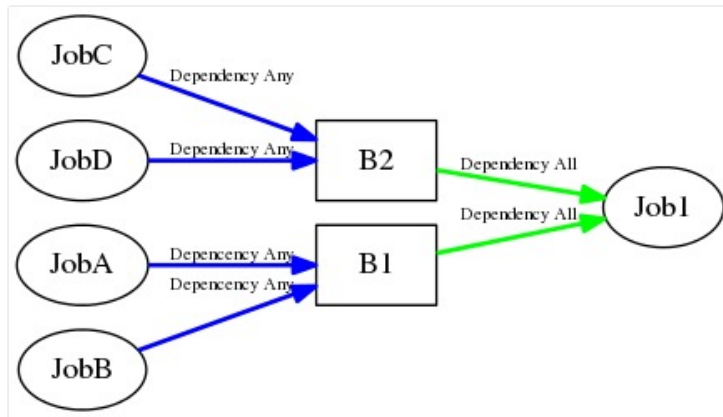 JobC
Dependency Any
JobD
Dependency Any
B2
Dependency All
Job1
Dependency All
JobA
Depencency Any
B1
Depencency Any
JobB